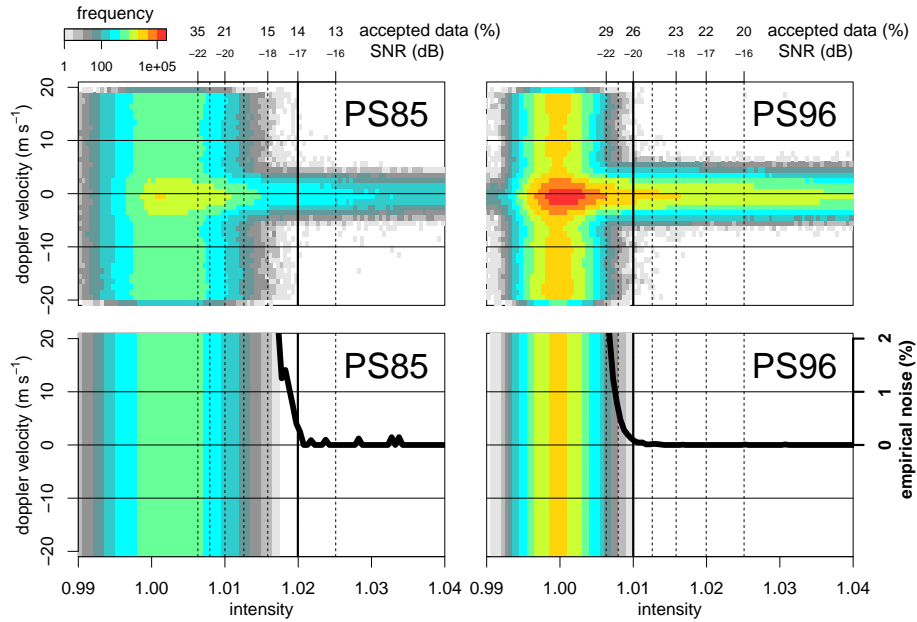 frequency
1 100 1e+05
35 21 15 14 13 accepted data (%)
−22 −20 −18 −17 −16 SNR (dB)
29 26 23 22 20 accepted data (%)
−22 −20 −18 −17 −16 SNR (dB)
doppler velocity (m s−1)
20
10
0
−10
−20
PS85
PS96
doppler velocity (m s−1)
20
10
0
−10
−20
PS85
PS96
2
1
0
empirical noise (%)
0.99 1.00 1.01 1.02 1.03 1.04
intensity
0.99 1.00 1.01 1.02 1.03 1.04
intensity